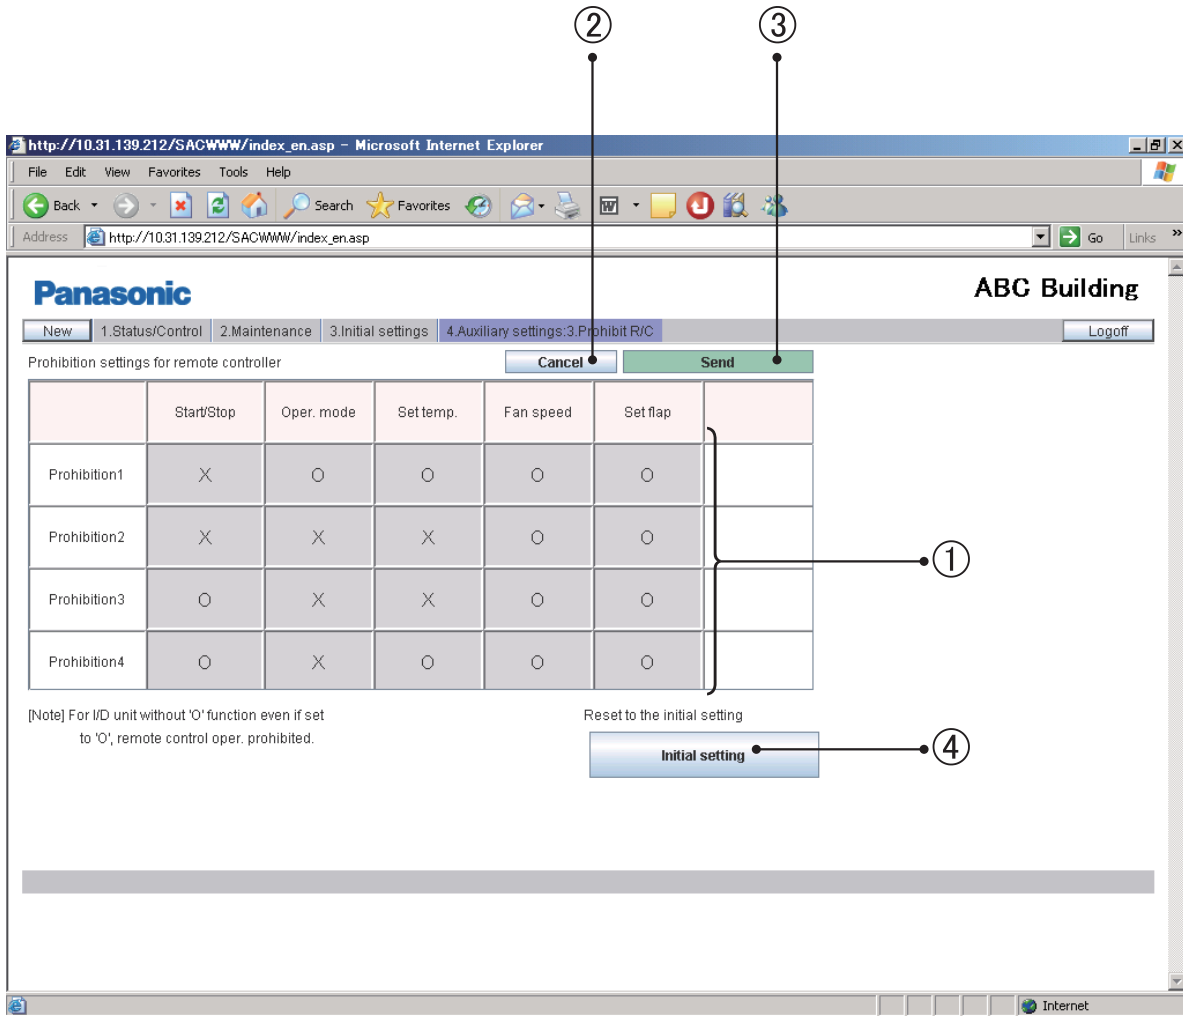 ② ③
http://10.31.139.212/SACWWW/index_en.asp - Microsoft Internet Explorer
File Edit View Favorites Tools Help
Back Search Favorites
Address http://10.31.139.212/SACWWW/index_en.asp Go Links »
Panasonic ABC Building
New 1.Status/Control 2.Maintenance 3.Initial settings 4.Auxiliary settings:3.Prohibit R/C Logoff
Prohibition settings for remote controller Cancel Send
Start/Stop Oper. mode Set temp. Fan speed Set flap
Prohibition1 X O O O O
Prohibition2 X X X O O
①
Prohibition3 O X X O O
Prohibition4 O X O O O
[Note] For I/D unit without 'O' function even if set Reset to the initial setting
to 'O', remote control oper. prohibited.
Initial setting ④
Internet